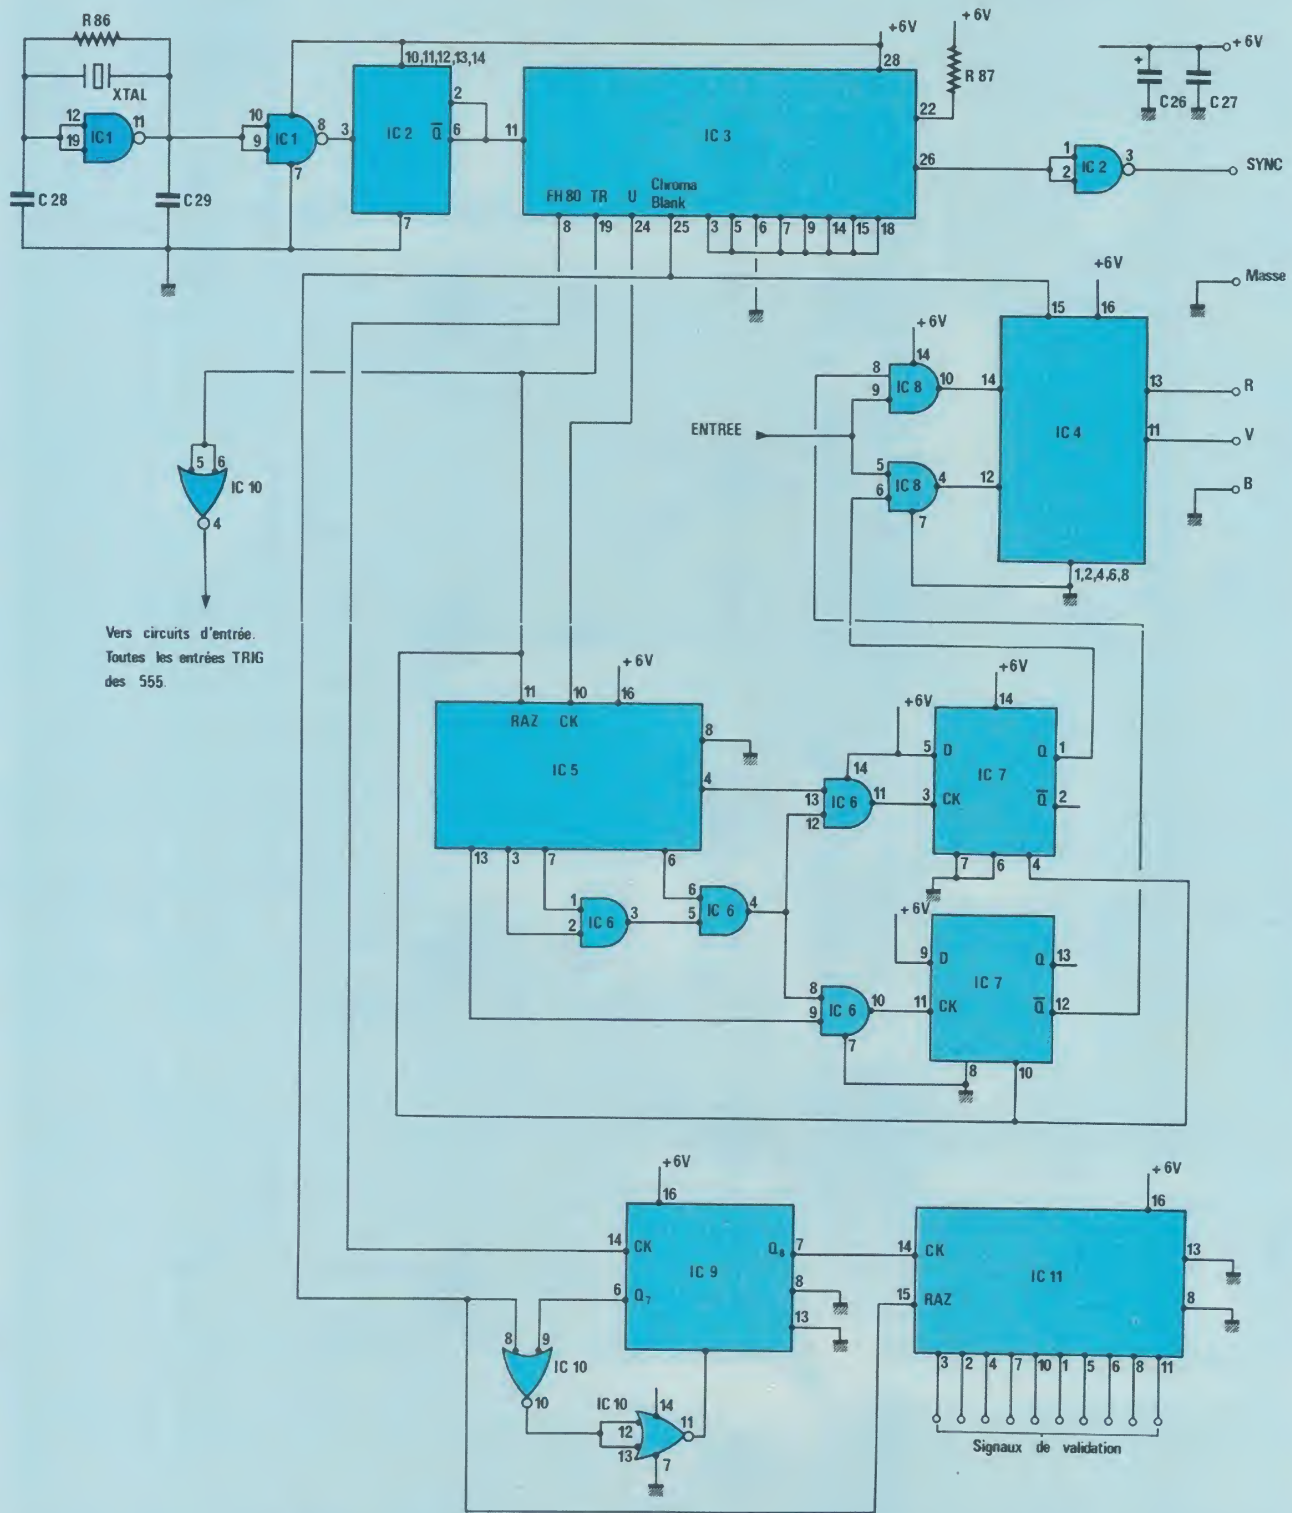 R 86
XTAL
12
19
IC 1
11
C 28
C 29
10
9
IC 1
8
7
3
10,11,12,13,14
IC 2
2
Q
6
7
11
+6V
28
IC 3
22
26
FH 80 TR U Chroma
Blank
8 19 24 25 3 5 6 7 9 14 15 18
+ 6V
R 87
+ 6V
+
C 26
C 27
1
2
IC 2
3
SYNC
Masse
+6V
15
16
+ 6V
14
8
9
IC 8
10
14
IC 4
13
R
11
V
B
ENTREE
5
6
IC 8
4
12
7
1,2,4,6,8
5
6
IC 10
4
Vers circuits d'entrée.
Toutes les entrées TRIG
des 555.
+ 6V
11
10
16
RAZ
CK
8
IC 5
4
13
3
7
6
1
2
IC 6
3
6
5
IC 6
4
+6V
14
13
12
IC 6
11
+6V
14
5
D
Q
1
IC 7
3
CK
Q
2
7
6
4
8
9
IC 6
10
7
+ 6V
9
D
Q
13
IC 7
11
CK
Q
12
8
10
+ 6V
16
14
CK
Q8
7
IC 9
6
Q7
8
13
8
9
IC 10
10
IC 10
14
12
13
11
7
+ 6V
16
14
CK
13
IC 11
15
RAZ
8
3 2 4 7 10 1 5 6 8 11
Signaux de validation